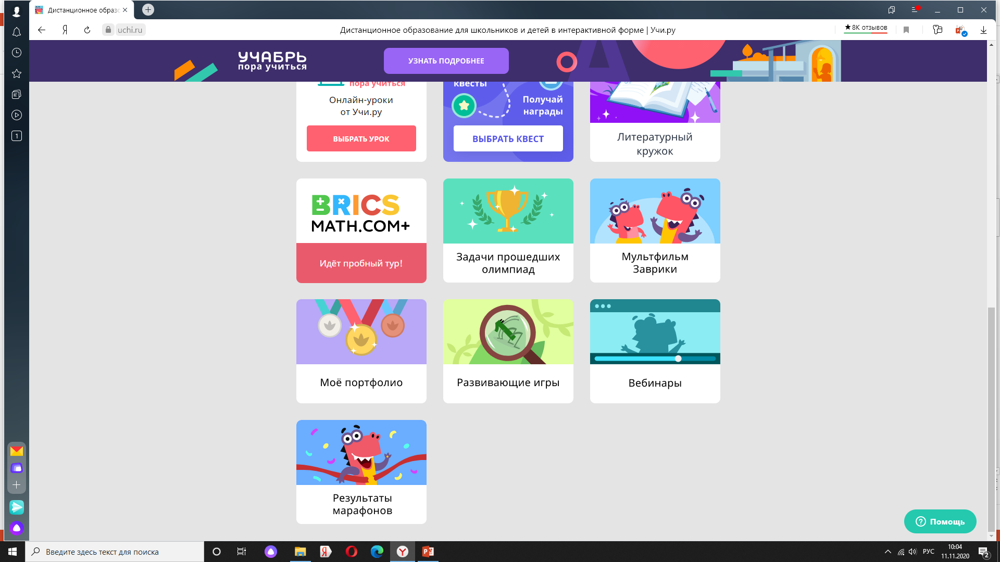 Дистанционное образо
uchi.ru
Дистанционное образование для школьников и детей в интерактивной форме | Учи.ру
★8К отзывов
УЧАБРЬ
пора учиться
УЗНАТЬ ПОДРОБНЕЕ
пора учиться
Онлайн-уроки
от Учи.ру
ВЫБРАТЬ УРОК
квесты
Получай
награды
ВЫБРАТЬ КВЕСТ
Литературный
кружок
BRICS
MATH.COM+
Идёт пробный тур!
Задачи прошедших
олимпиад
Мультфильм
Заврики
Моё портфолио
Развивающие игры
Вебинары
Результаты
марафонов
Помощь
1
Введите здесь текст для поиска
РУС
10:04
11.11.2020
2